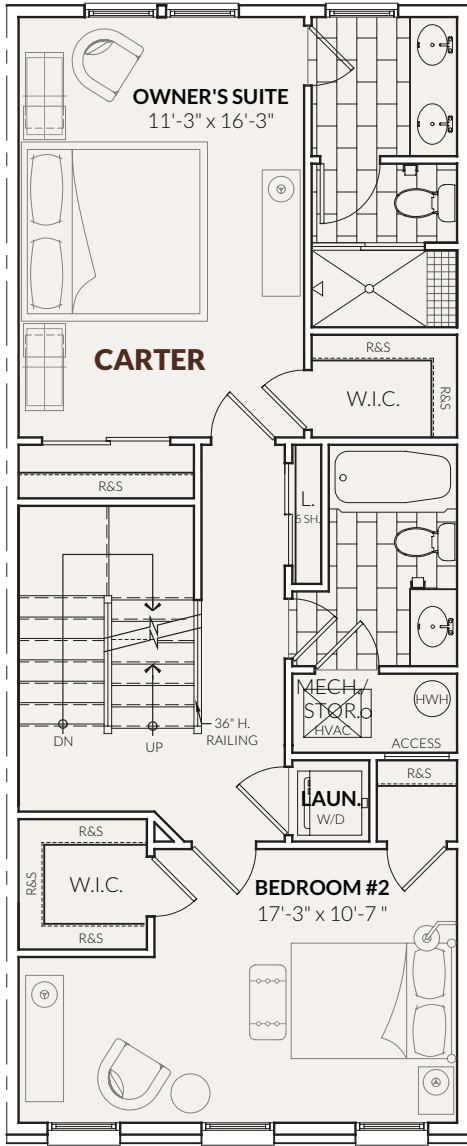 OWNER'S SUITE
11'-3" x 16'-3"
CARTER
R&S
W.I.C.
R&S
R&S
L.
5 SH.
MECH./
STOR.
HVAC
HWH
36" H.
RAILING
DN
UP
ACCESS
R&S
LAUN.
W/D
R&S
W.I.C.
R&S
R&S
BEDROOM #2
17'-3" x 10'-7 "